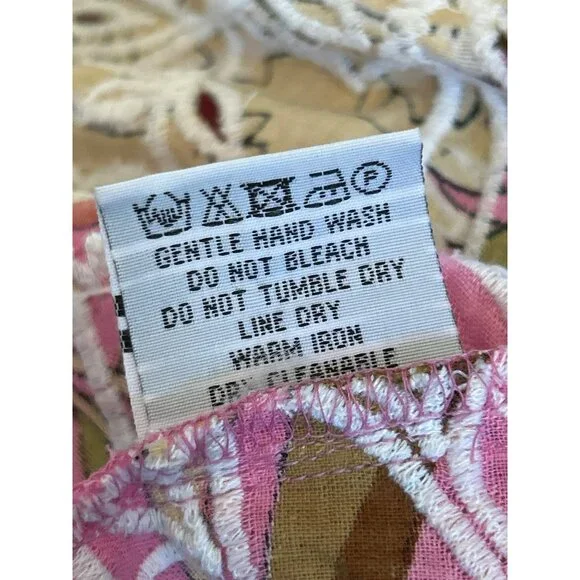 P
GENTLE HAND WASH
DO NOT BLEACH
DO NOT TUMBLE DRY
LINE DRY
WARM IRON
DRY CLEANABLE